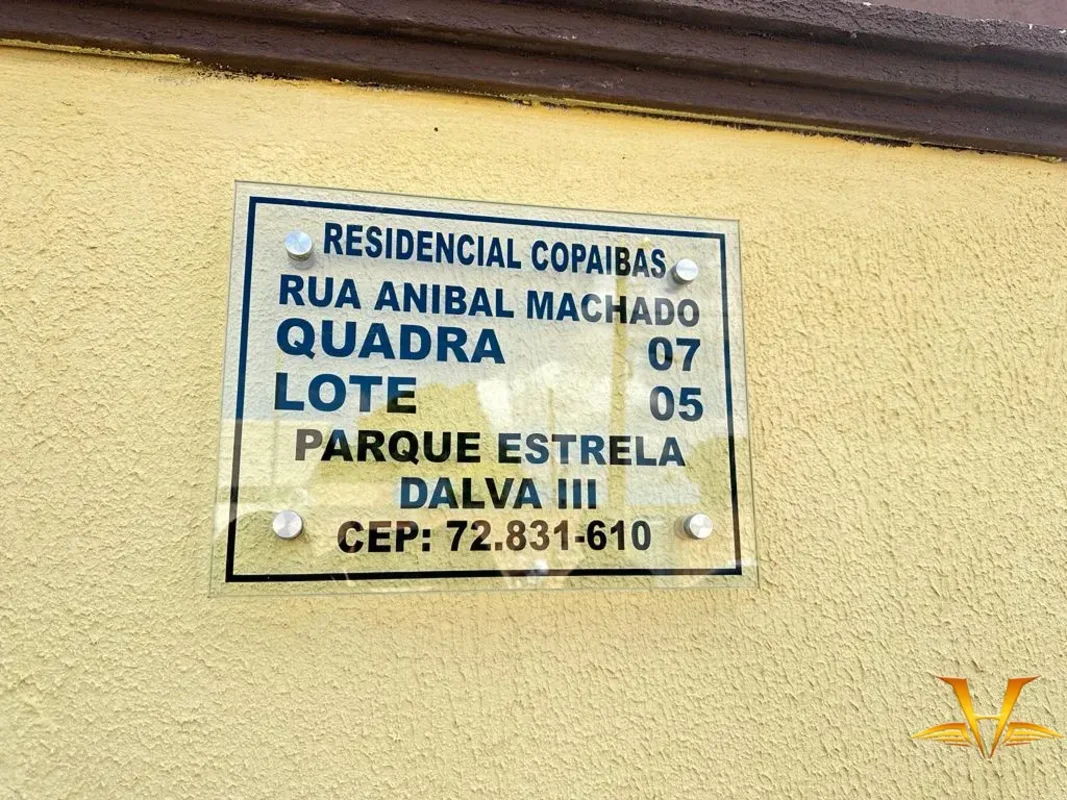 RESIDENCIAL COPAIBAS
RUA ANIBAL MACHADO
QUADRA 07
LOTE 05
PARQUE ESTRELA
DALVA III
CEP: 72.831-610